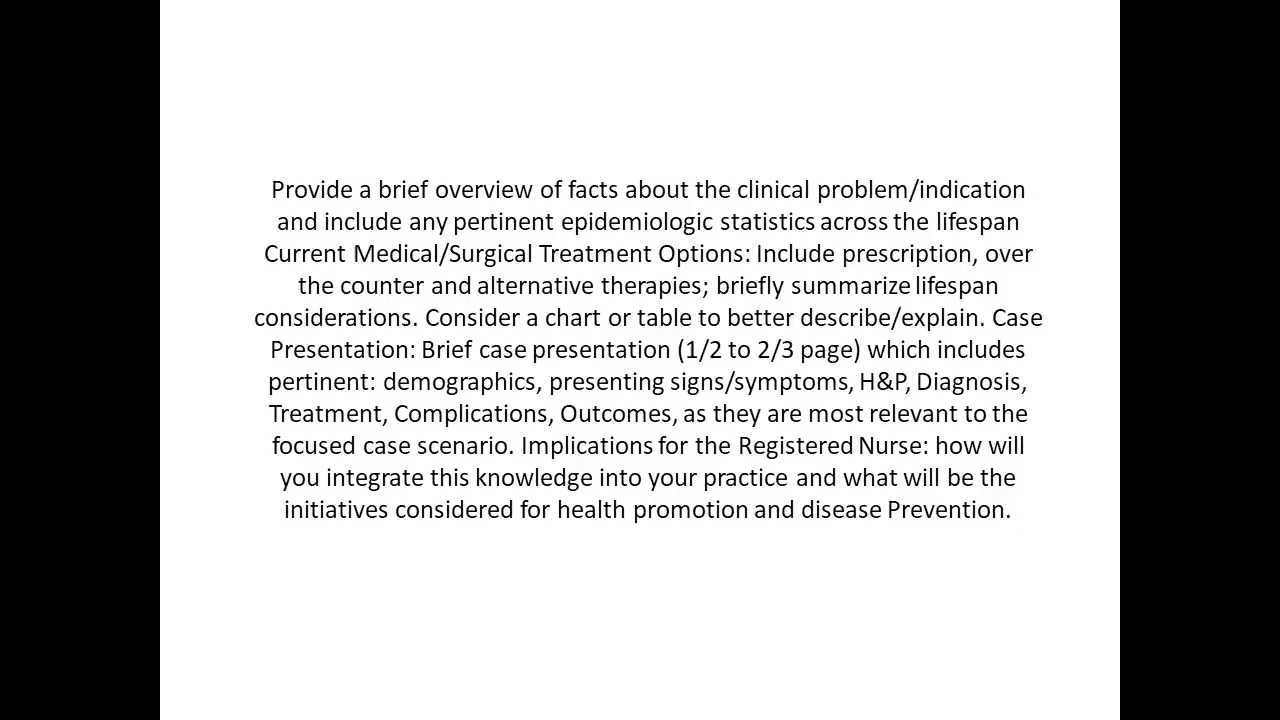 Provide a brief overview of facts about the clinical problem/indication
and include any pertinent epidemiologic statistics across the lifespan
Current Medical/Surgical Treatment Options: Include prescription, over
the counter and alternative therapies; briefly summarize lifespan
considerations. Consider a chart or table to better describe/explain. Case
Presentation: Brief case presentation (1/2 to 2/3 page) which includes
pertinent: demographics, presenting signs/symptoms, H&P, Diagnosis,
Treatment, Complications, Outcomes, as they are most relevant to the
focused case scenario. Implications for the Registered Nurse: how will
you integrate this knowledge into your practice and what will be the
initiatives considered for health promotion and disease Prevention.